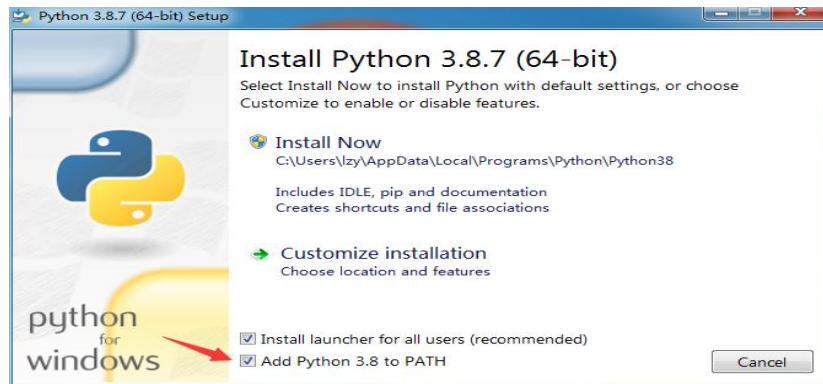 Python 3.8.7 (64-bit) Setup
Install Python 3.8.7 (64-bit)
Select Install Now to install Python with default settings, or choose
Customize to enable or disable features.
Install Now
C:\Users\lzy\AppData\Local\Programs\Python\Python38
Includes IDLE, pip and documentation
Creates shortcuts and file associations
Customize installation
Choose location and features
python
for
windows
Install launcher for all users (recommended)
Add Python 3.8 to PATH
Cancel